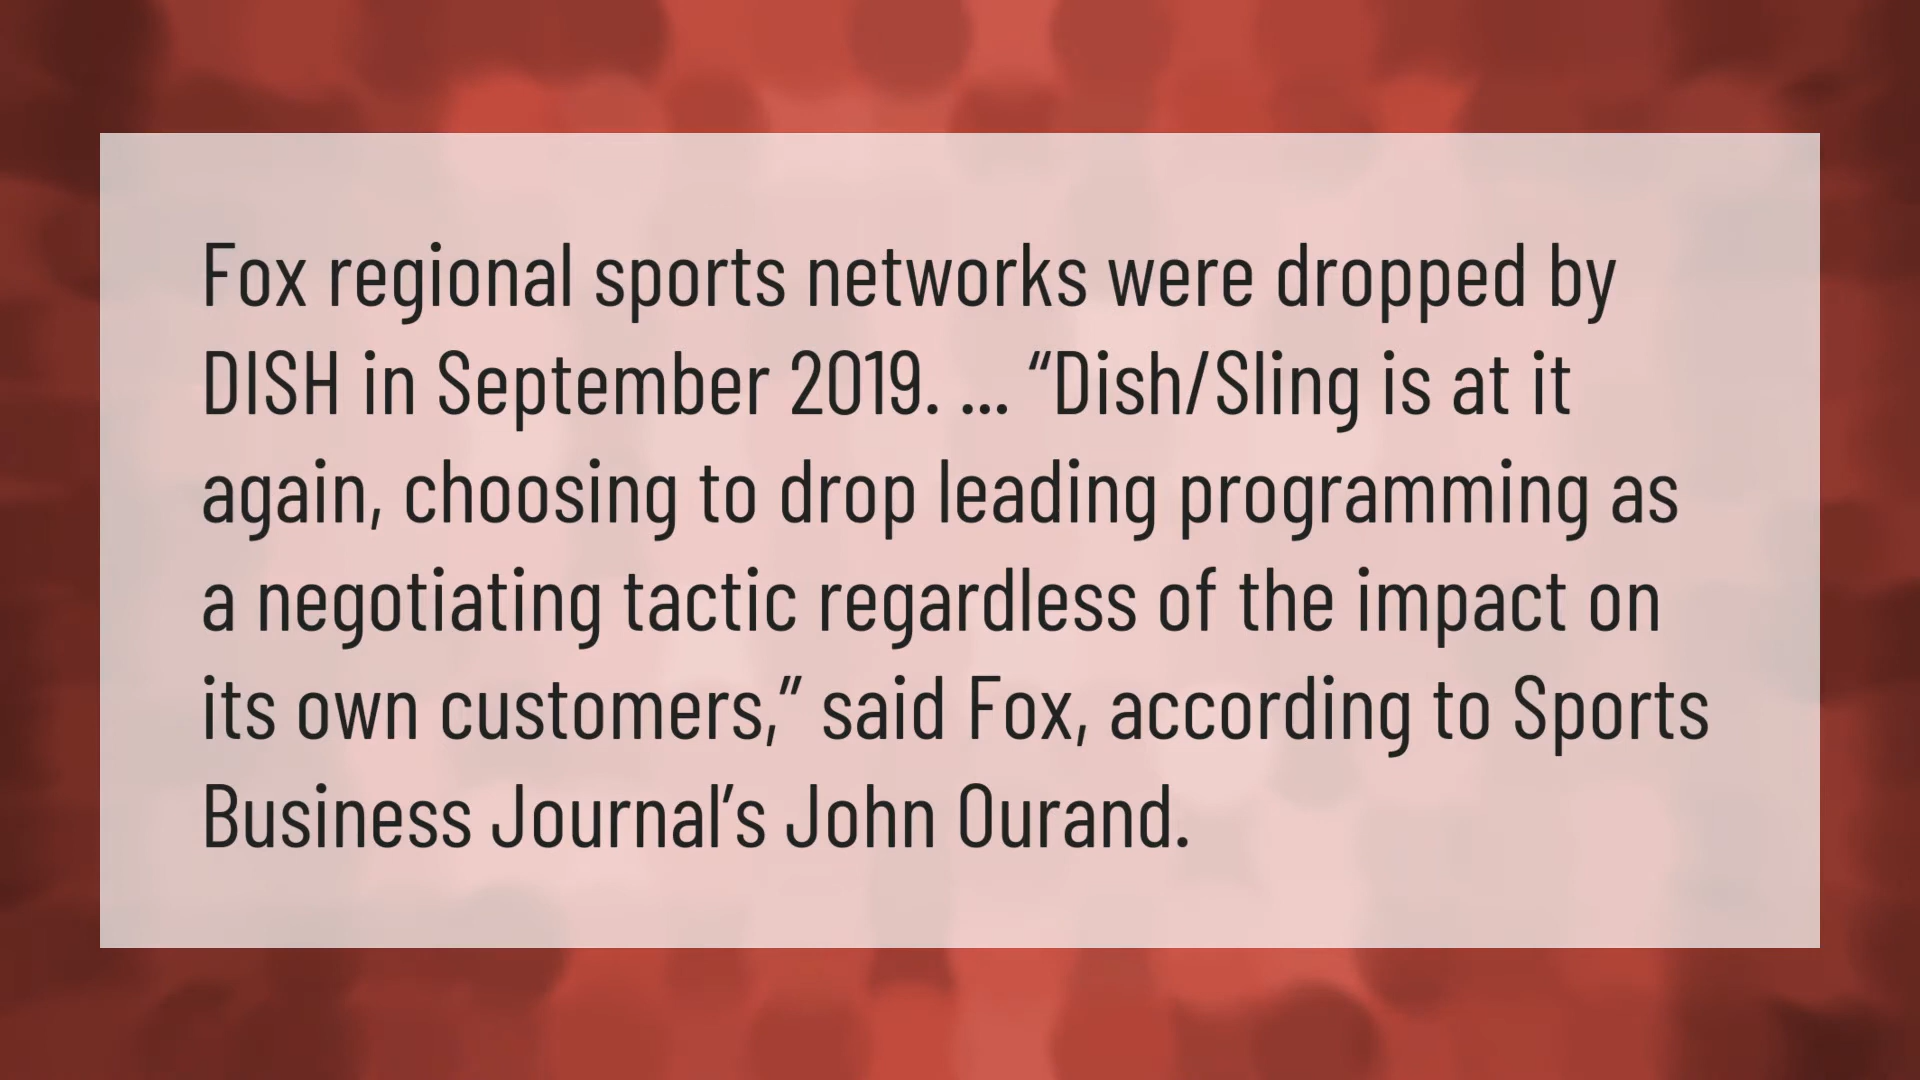 Fox regional sports networks were dropped by
DISH in September 2019. ... “Dish/Sling is at it
again, choosing to drop leading programming as
a negotiating tactic regardless of the impact on
its own customers,” said Fox, according to Sports
Business Journal’s John Ourand.